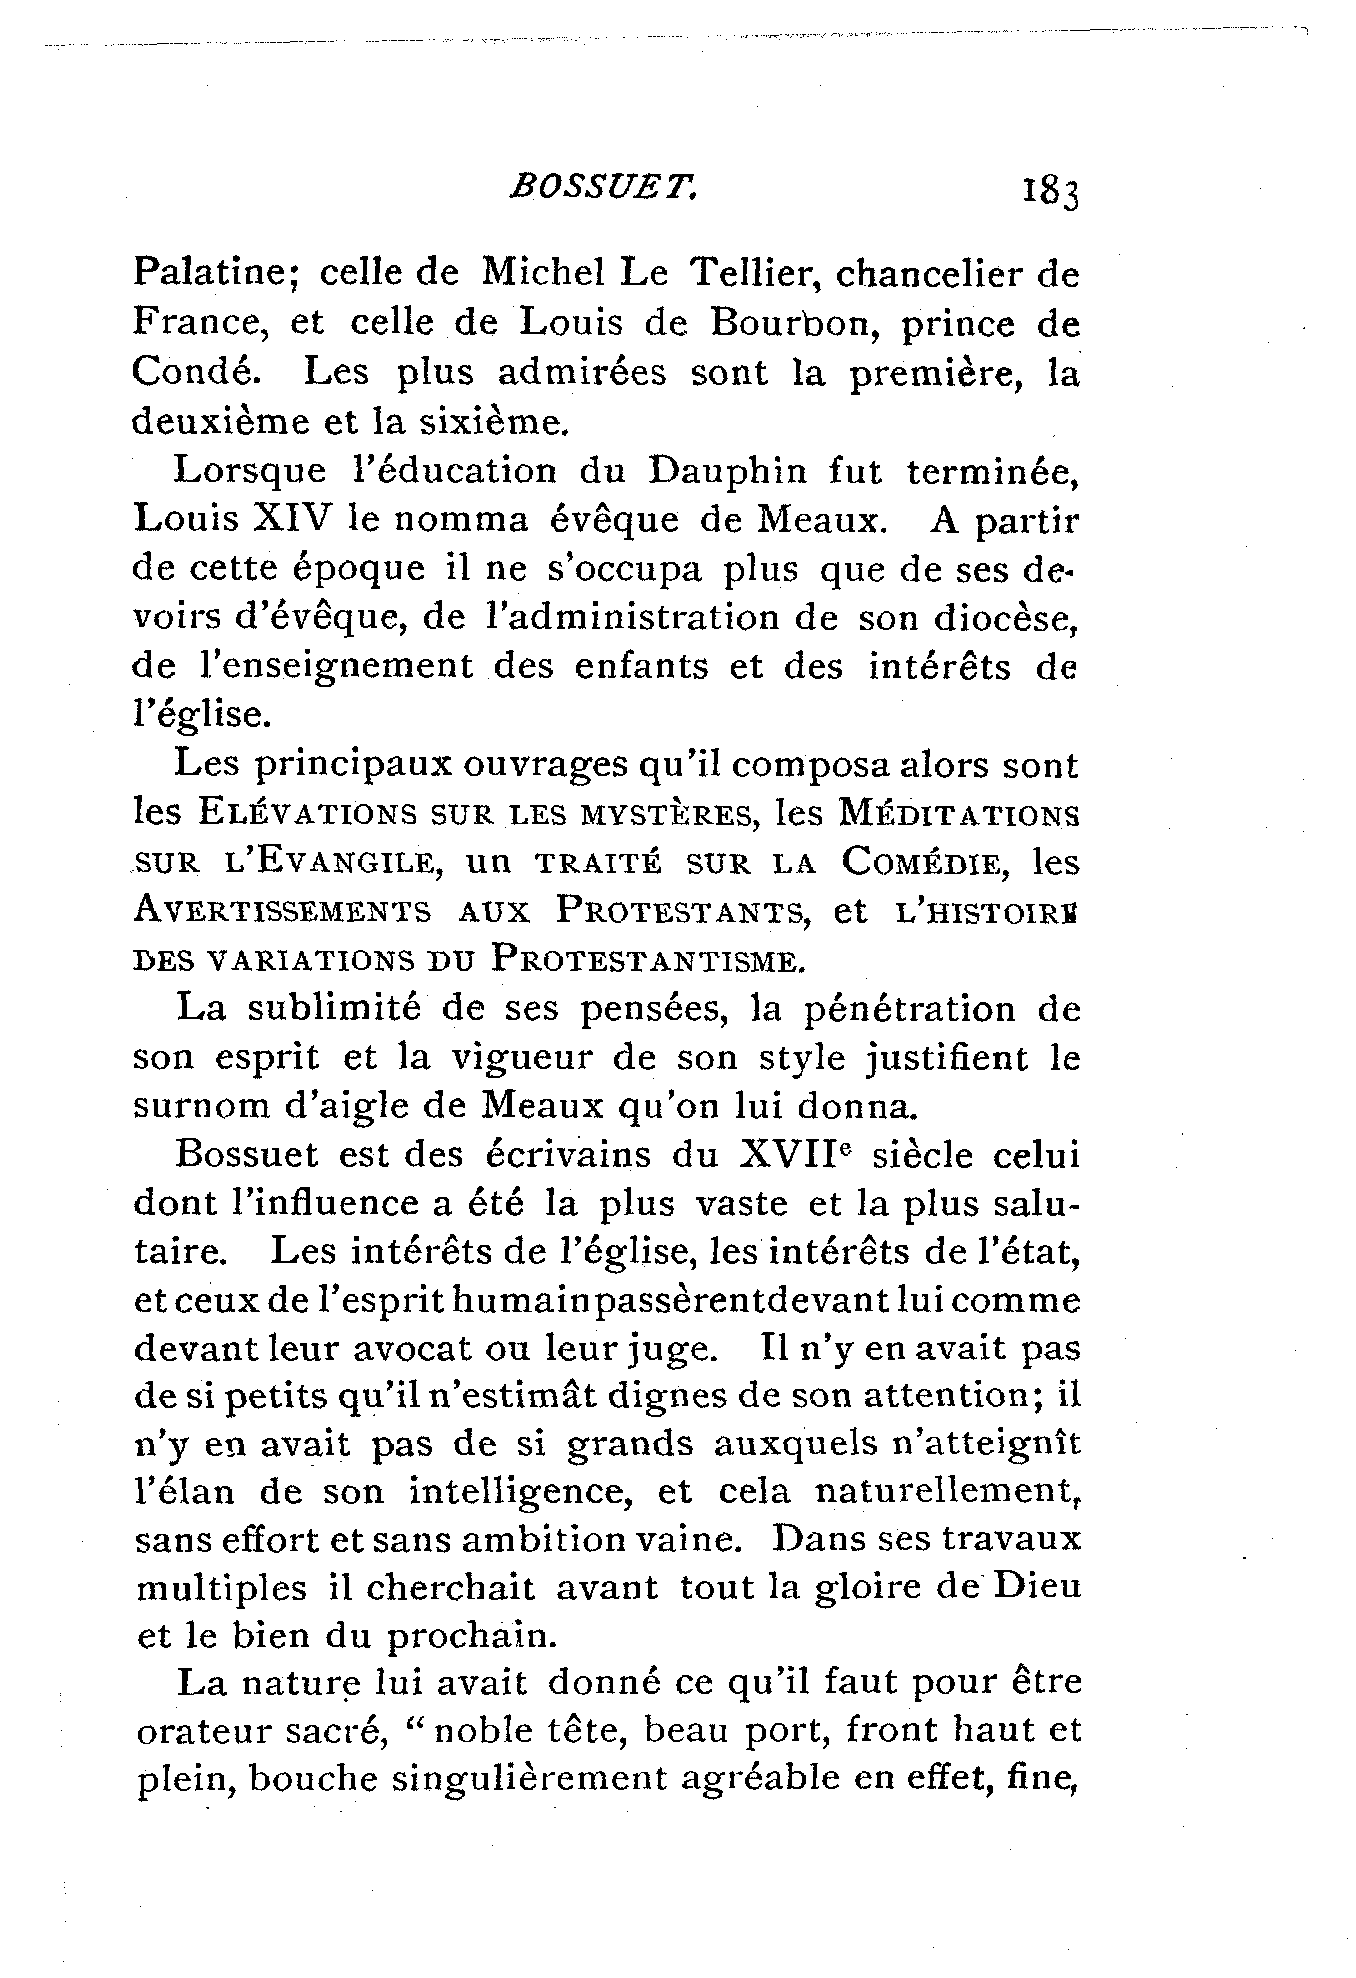 BOSSUET. 183
Palatine; celle de Michel Le Tellier, chancelier de
France, et celle de Louis de Bourbon, prince de
Condé. Les plus admirées sont la première, la
deuxième et la sixième.
Lorsque l'éducation du Dauphin fut terminée,
Louis XIV le nomma évêque de Meaux. A partir
de cette époque il ne s'occupa plus que de ses de-
voirs d'évêque, de l'administration de son diocèse,
de l'enseignement des enfants et des intérêts de
l'église.
Les principaux ouvrages qu'il composa alors sont
les ELÉVATIONS SUR LES MYSTÈRES, les MÉDITATIONS
SUR L'EVANGILE, un TRAITÉ SUR LA COMÉDIE, les
AVERTISSEMENTS AUX PROTESTANTS, et L'HISTOIRE
DES VARIATIONS DU PROTESTANTISME.
La sublimité de ses pensées, la pénétration de
son esprit et la vigueur de son style justifient le
surnom d'aigle de Meaux qu'on lui donna.
Bossuet est des écrivains du XVIIe siècle celui
dont l'influence a été la plus vaste et la plus salu-
taire. Les intérêts de l'église, les intérêts de l'état,
et ceux de l'esprit humain passèrent devant lui comme
devant leur avocat ou leur juge. Il n'y en avait pas
de si petits qu'il n'estimât dignes de son attention; il
n'y en avait pas de si grands auxquels n'atteignît
l'élan de son intelligence, et cela naturellement,
sans effort et sans ambition vaine. Dans ses travaux
multiples il cherchait avant tout la gloire de Dieu
et le bien du prochain.
La nature lui avait donné ce qu'il faut pour être
orateur sacré, “ noble tête, beau port, front haut et
plein, bouche singulièrement agréable en effet, fine,